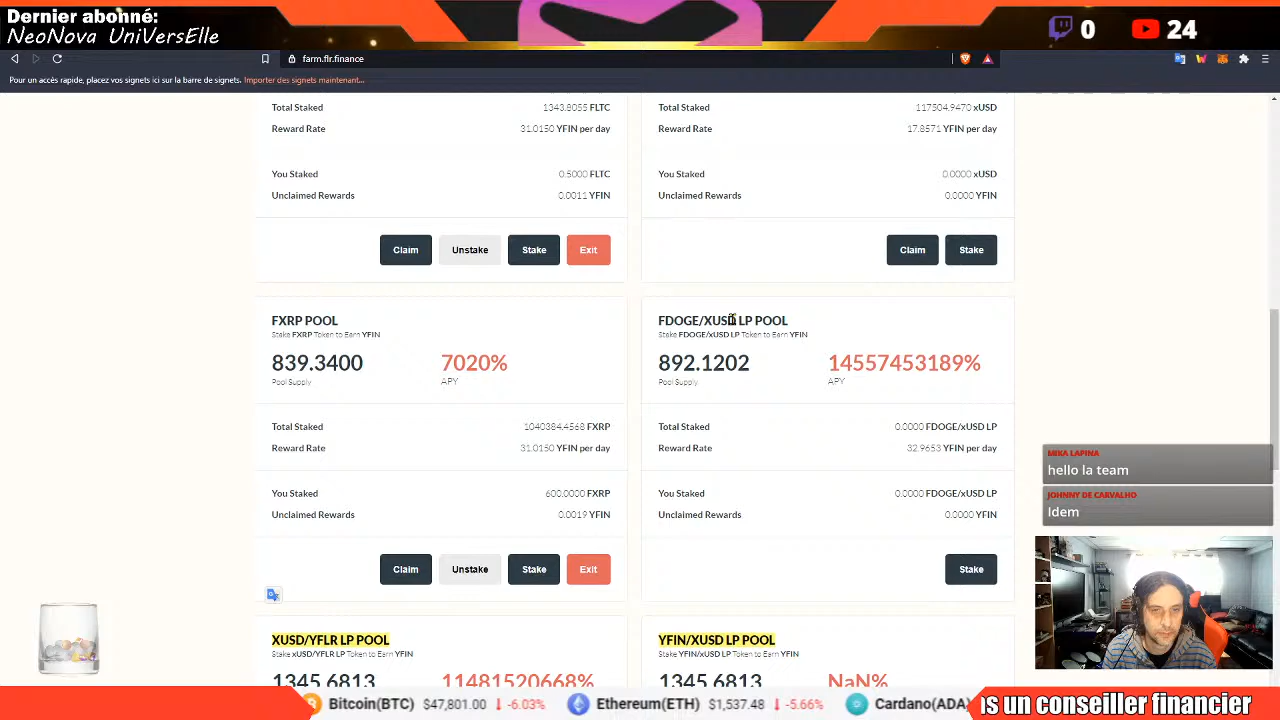 Dernier abonné:
NeoNova UniVersElle
0
24
farm.flr.finance
Pour un accès rapide, placez vos signets ici sur la barre de signets. Importer des signets maintenant...
Total Staked 1343.8055 FLTC
Reward Rate 31.0150 YFIN per day
You Staked 0.5000 FLTC
Unclaimed Rewards 0.0011 YFIN
Claim Unstake Stake Exit
Total Staked 117504.9470 xUSD
Reward Rate 17.8571 YFIN per day
You Staked 0.0000 xUSD
Unclaimed Rewards 0.0000 YFIN
Claim Stake
FXRP POOL
Stake FXRP Token to Earn YFIN
839.3400 7020%
Pool Supply APY
Total Staked 1040384.4568 FXRP
Reward Rate 31.0150 YFIN per day
You Staked 600.0000 FXRP
Unclaimed Rewards 0.0019 YFIN
Claim Unstake Stake Exit
FDOGE/XUSD LP POOL
Stake FDOGE/xUSD LP Token to Earn YFIN
892.1202 14557453189%
Pool Supply APY
Total Staked 0.0000 FDOGE/xUSD LP
Reward Rate 32.9653 YFIN per day
You Staked 0.0000 FDOGE/xUSD LP
Unclaimed Rewards 0.0000 YFIN
Stake
XUSD/YFLR LP POOL
Stake xUSD/YFLR LP Token to Earn YFIN
1345.6813 11481520668%
YFIN/XUSD LP POOL
Stake YFIN/xUSD LP Token to Earn YFIN
1345.6813 NaN%
MIKA LAPINA
hello la team
JOHNNY DE CARVALHO
Idem
Bitcoin(BTC) $47,801.00 -6.03% Ethereum(ETH) $1,537.48 -5.66% Cardano(ADA)
is un conseiller financier